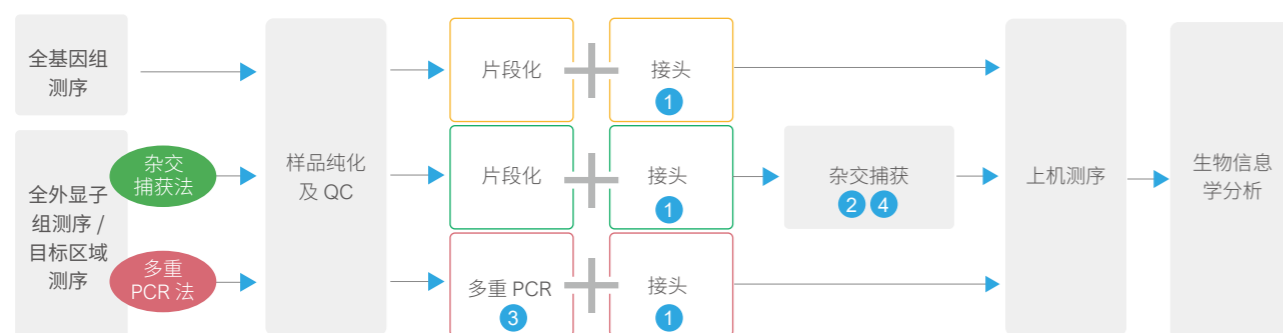 全基因组
测序
片段化
接头
1
杂交
捕获法
样品纯化
及 QC
片段化
接头
1
杂交捕获
2 4
上机测序
生物信息
学分析
全外显子
组测序 /
目标区域
测序
多重
PCR 法
多重 PCR
3
接头
1